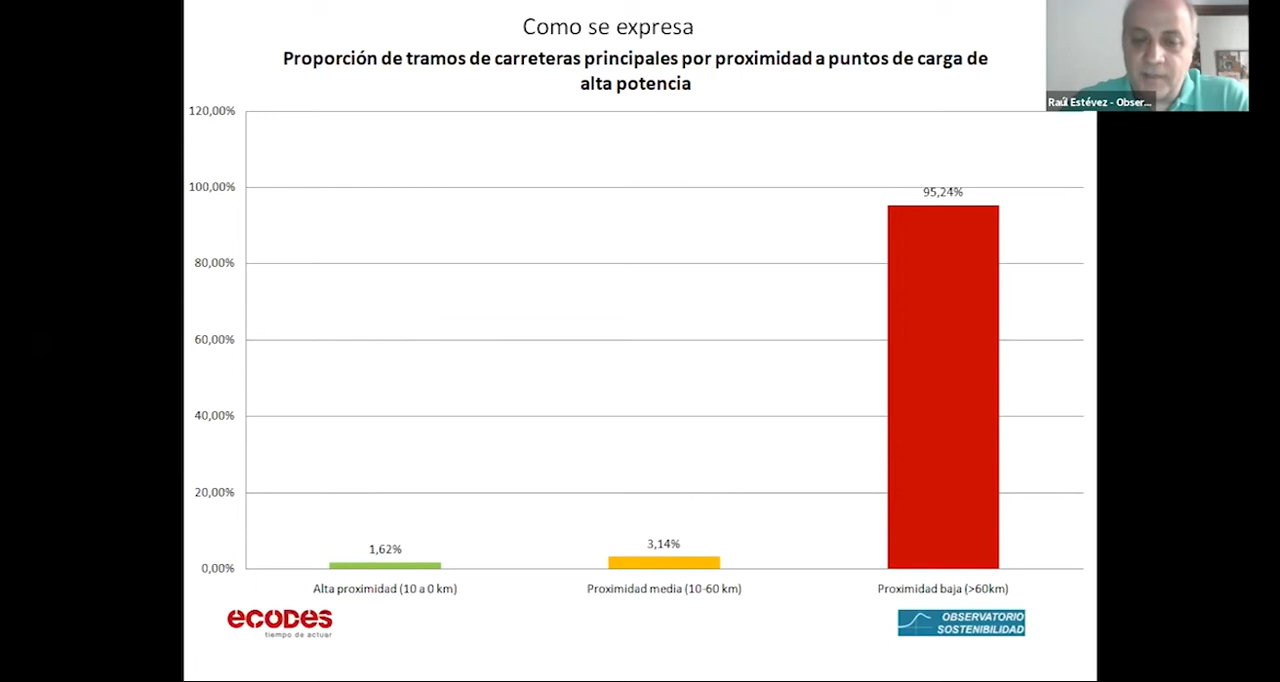 Como se expresa
Proporción de tramos de carreteras principales por proximidad a puntos de carga de
alta potencia
Raúl Estévez - Obser...
120,00%
100,00%
80,00%
60,00%
40,00%
20,00%
0,00%
95,24%
3,14%
1,62%
Alta proximidad (10 a 0 km)
Proximidad media (10-60 km)
Proximidad baja (>60km)
ecodes
tiempo de actuar
OBSERVATORIO
SOSTENIBILIDAD